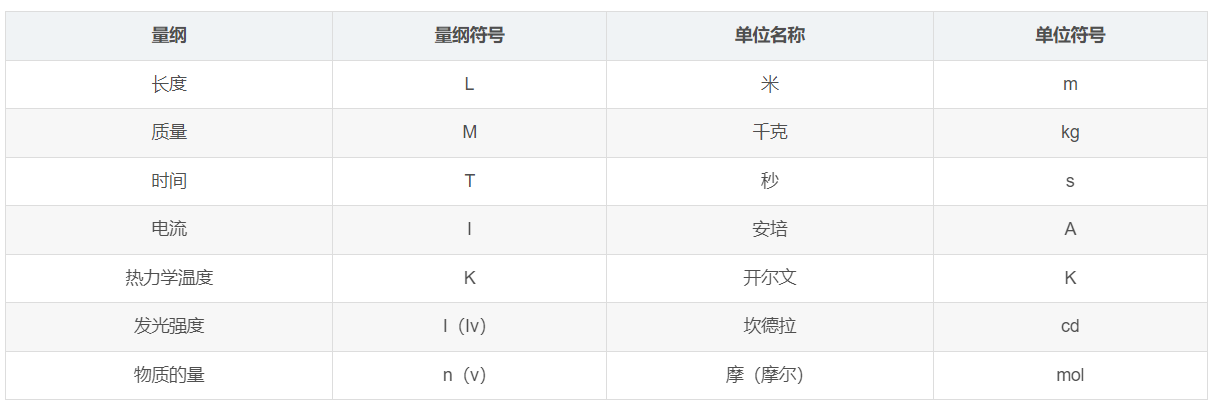 量纲 量纲符号 单位名称 单位符号
长度 L 米 m
质量 M 千克 kg
时间 T 秒 s
电流 I 安培 A
热力学温度 K 开尔文 K
发光强度 I（Iv） 坎德拉 cd
物质的量 n（v） 摩（摩尔） mol